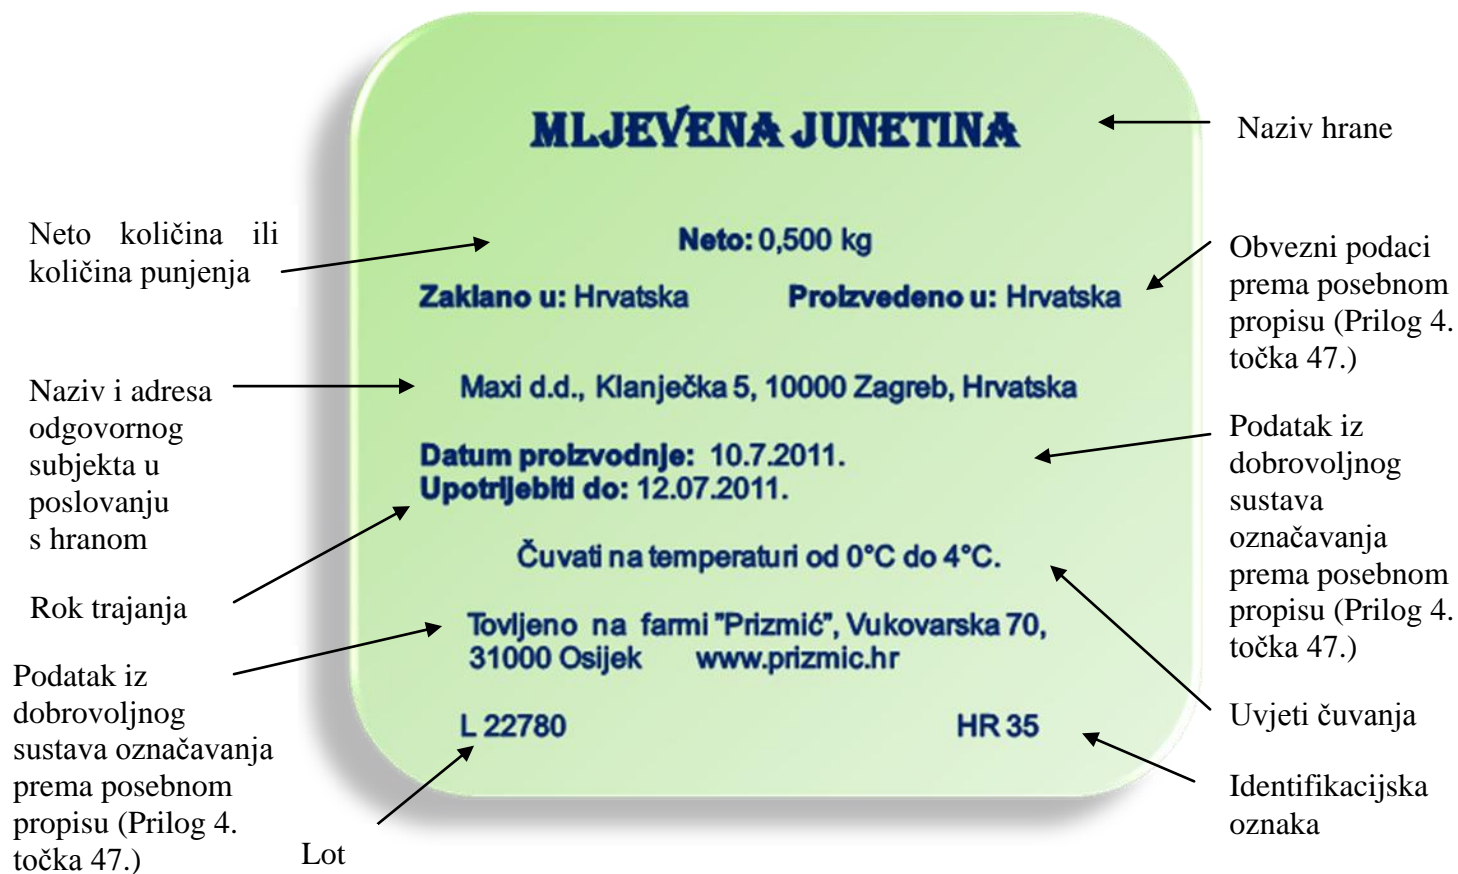 MLJEVENA JUNETINA
Naziv hrane
Neto količina ili
količina punjenja
Neto: 0,500 kg
Zaklano u: Hrvatska Proizvedeno u: Hrvatska
Obvezni podaci
prema posebnom
propisu (Prilog 4.
točka 47.)
Naziv i adresa
odgovornog
subjekta u
poslovanju
s hranom
Maxi d.d., Klanječka 5, 10000 Zagreb, Hrvatska
Datum proizvodnje: 10.7.2011.
Upotrijebiti do: 12.07.2011.
Podatak iz
dobrovoljnog
sustava
označavanja
prema posebnom
propisu (Prilog 4.
točka 47.)
Rok trajanja
Čuvati na temperaturi od 0°C do 4°C.
Uvjeti čuvanja
Tovljeno na farmi ”Prizmić”, Vukovarska 70,
31000 Osijek www.prizmic.hr
Podatak iz
dobrovoljnog
sustava označavanja
prema posebnom
propisu (Prilog 4.
točka 47.)
L 22780 HR 35
Identifikacijska
oznaka
Lot